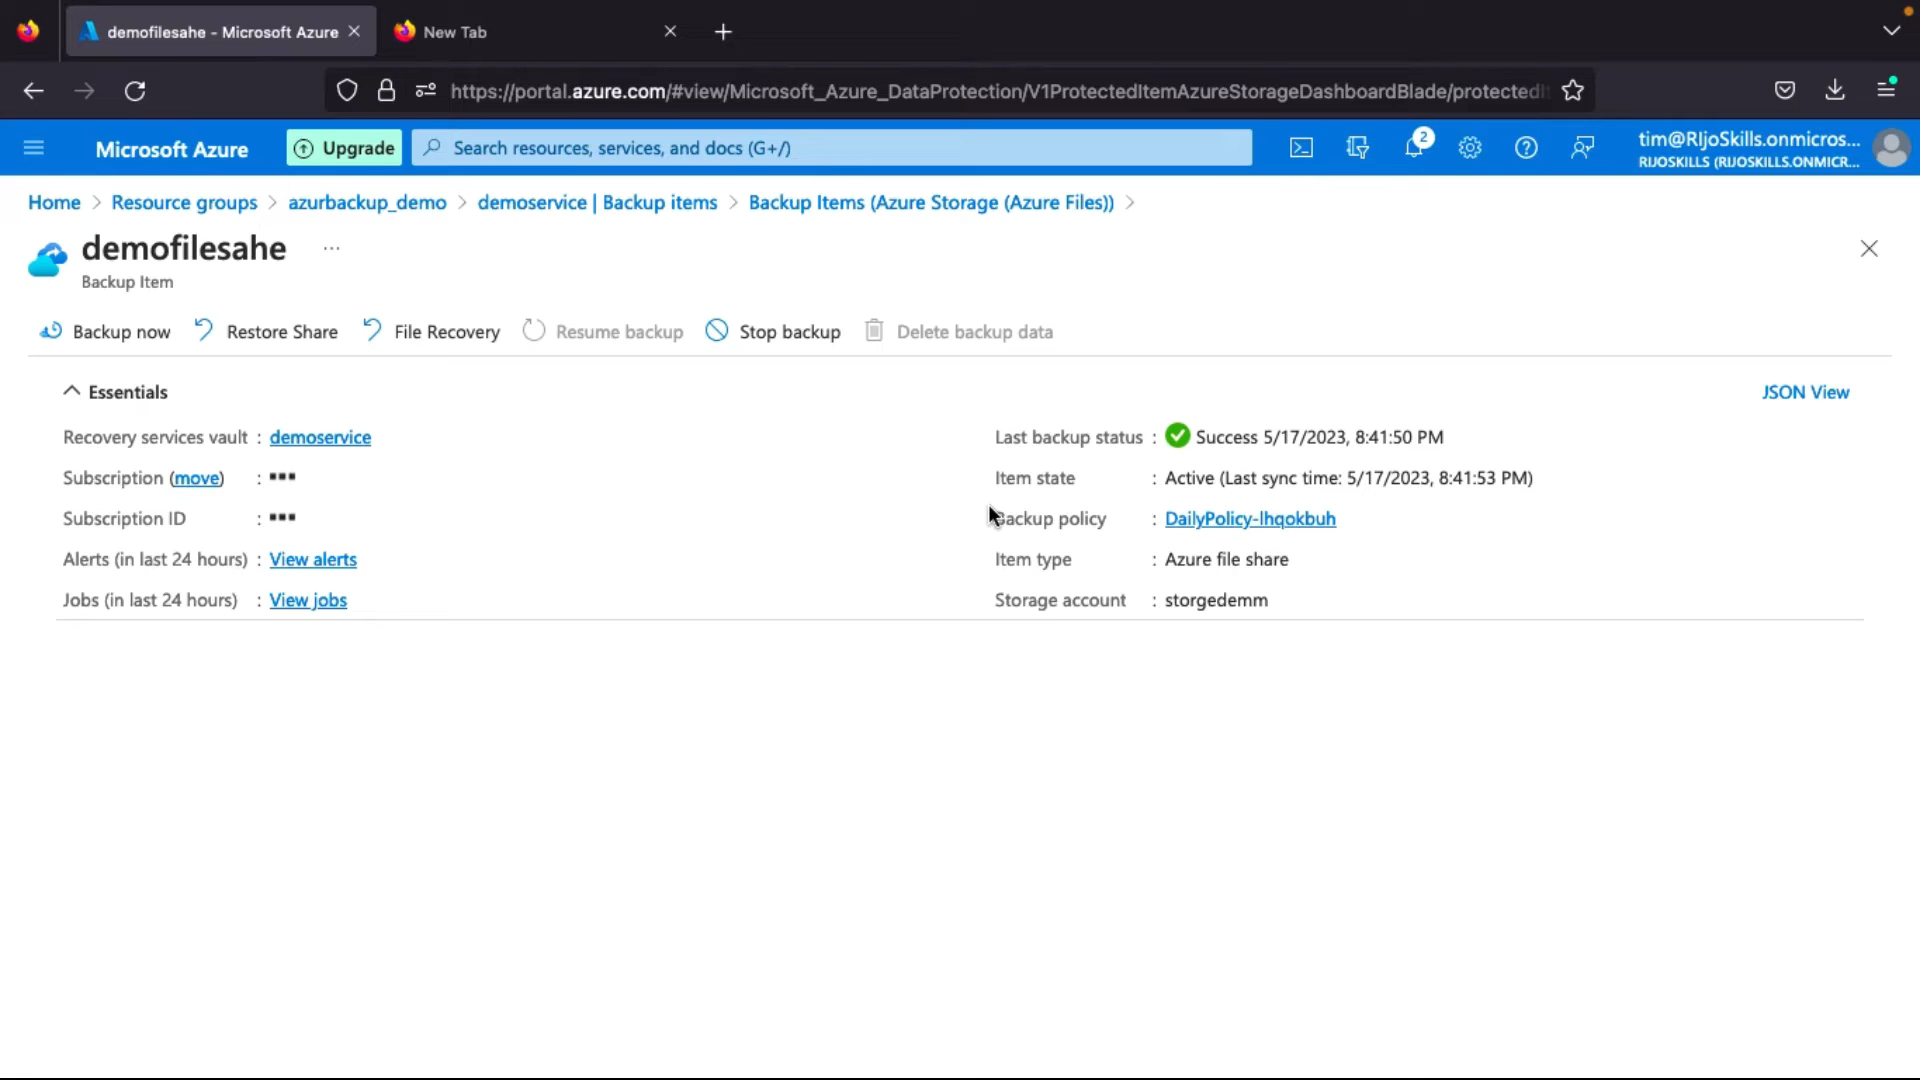 demofilesahe - Microsoft Azure
New Tab
https://portal.azure.com/#view/Microsoft_Azure_DataProtection/V1ProtectedItemAzureStorageDashboardBlade/protectedI
Microsoft Azure
Upgrade
Search resources, services, and docs (G+/)
2
tim@RIjoSkills.onmicros...
RIJOSKILLS (RIJOSKILLS.ONMICR...
Home > Resource groups > azurbackup_demo > demoservice | Backup items > Backup Items (Azure Storage (Azure Files)) >
demofilesahe ...
Backup Item
Backup now Restore Share File Recovery Resume backup Stop backup Delete backup data
Essentials
JSON View
Recovery services vault : demoservice
Subscription (move) :
Subscription ID :
Alerts (in last 24 hours) : View alerts
Jobs (in last 24 hours) : View jobs
Last backup status : Success 5/17/2023, 8:41:50 PM
Item state : Active (Last sync time: 5/17/2023, 8:41:53 PM)
Backup policy : DailyPolicy-lhqokbuh
Item type : Azure file share
Storage account : storgedemm